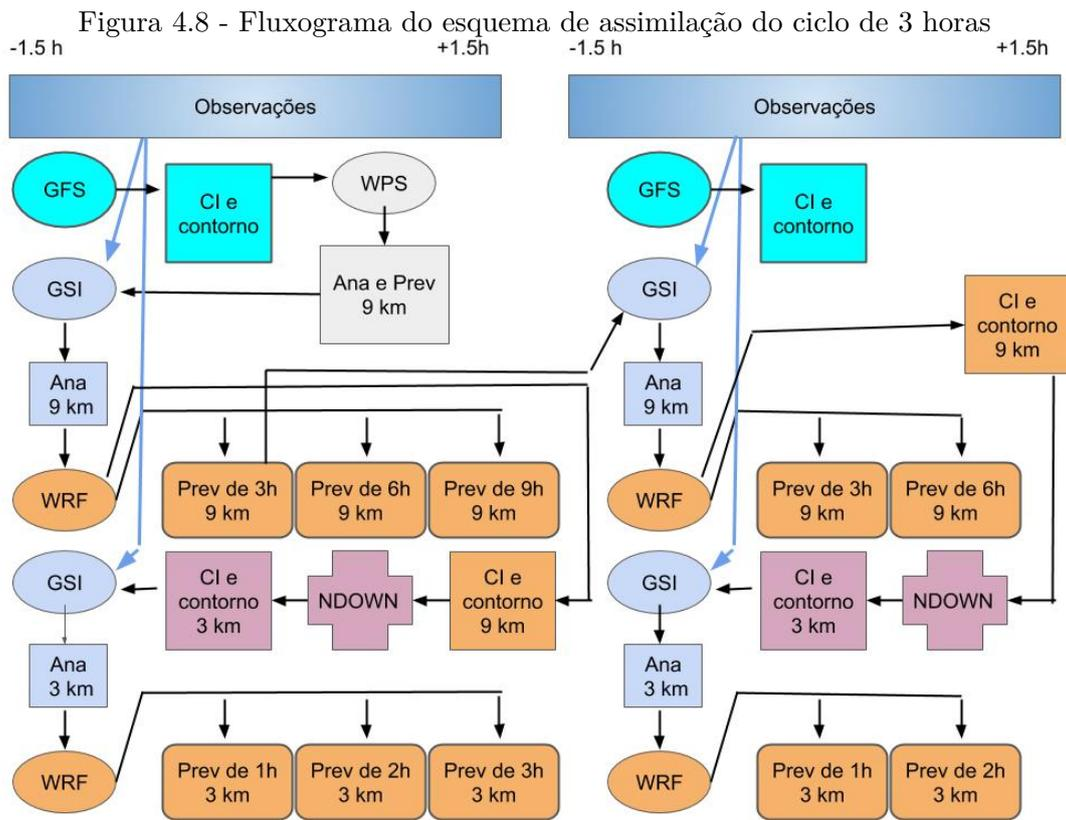 Figura 4.8 - Fluxograma do esquema de assimilação do ciclo de 3 horas
-1.5 h
+1.5h
-1.5 h
+1.5h
Observações
Observações
GFS
CI e
contorno
WPS
GSI
Ana e Prev
9 km
Ana
9 km
WRF
Prev de 3h
9 km
Prev de 6h
9 km
Prev de 9h
9 km
GSI
CI e
contorno
3 km
NDOWN
CI e
contorno
9 km
Ana
3 km
WRF
Prev de 1h
3 km
Prev de 2h
3 km
Prev de 3h
3 km
GFS
CI e
contorno
GSI
CI e
contorno
9 km
Ana
9 km
WRF
Prev de 3h
9 km
Prev de 6h
9 km
GSI
CI e
contorno
3 km
NDOWN
Ana
3 km
WRF
Prev de 1h
3 km
Prev de 2h
3 km